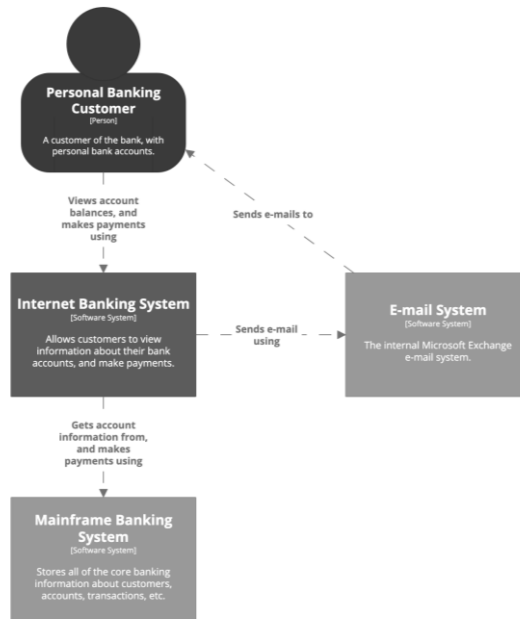 Personal Banking
Customer
[Person]
A customer of the bank, with
personal bank accounts.
Views account
balances, and
makes payments
using
Sends e-mails to
Internet Banking System
[Software System]
Allows customers to view
information about their bank
accounts, and make payments.
Sends e-mail
using
E-mail System
[Software System]
The internal Microsoft Exchange
e-mail system.
Gets account
information from,
and makes
payments using
Mainframe Banking
System
[Software System]
Stores all of the core banking
information about customers,
accounts, transactions, etc.